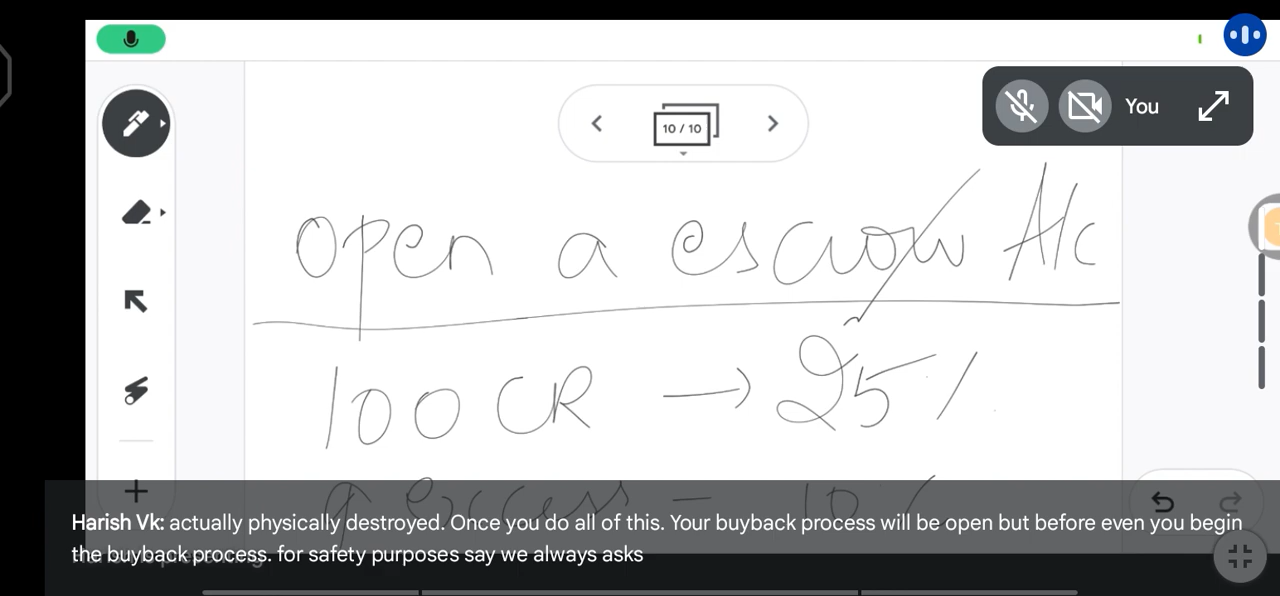 10 / 10
You
Open a escrow A/c
100 CR → 25 %
g excess - 10 %
Harish Vk: actually physically destroyed. Once you do all of this. Your buyback process will be open but before even you begin
the buyback process. for safety purposes say we always asks